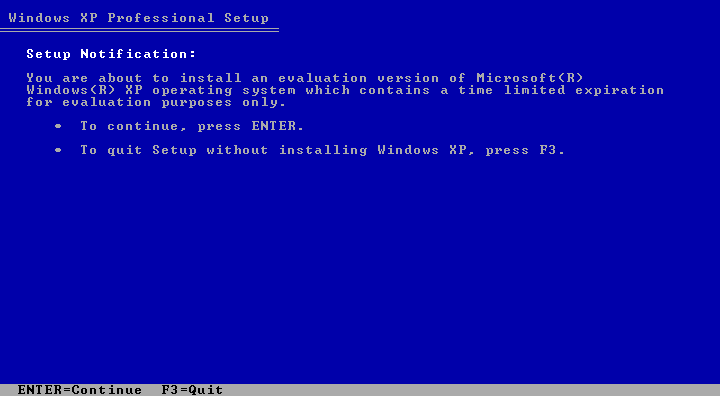 Windows XP Professional Setup
Setup Notification:
You are about to install an evaluation version of Microsoft(R)
Windows(R) XP operating system which contains a time limited expiration
for evaluation purposes only.
• To continue, press ENTER.
• To quit Setup without installing Windows XP, press F3.
ENTER=Continue F3=Quit